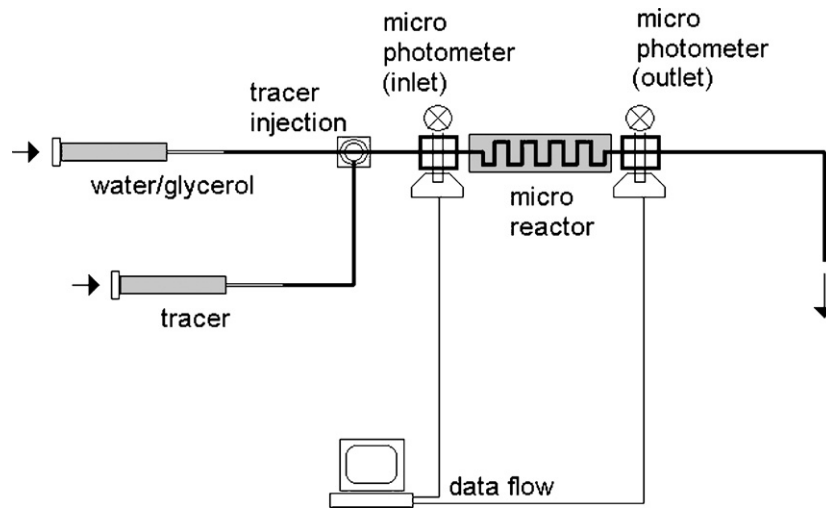 micro
photometer
(inlet)
micro
photometer
(outlet)
tracer
injection
water/glycerol
micro
reactor
tracer
data flow